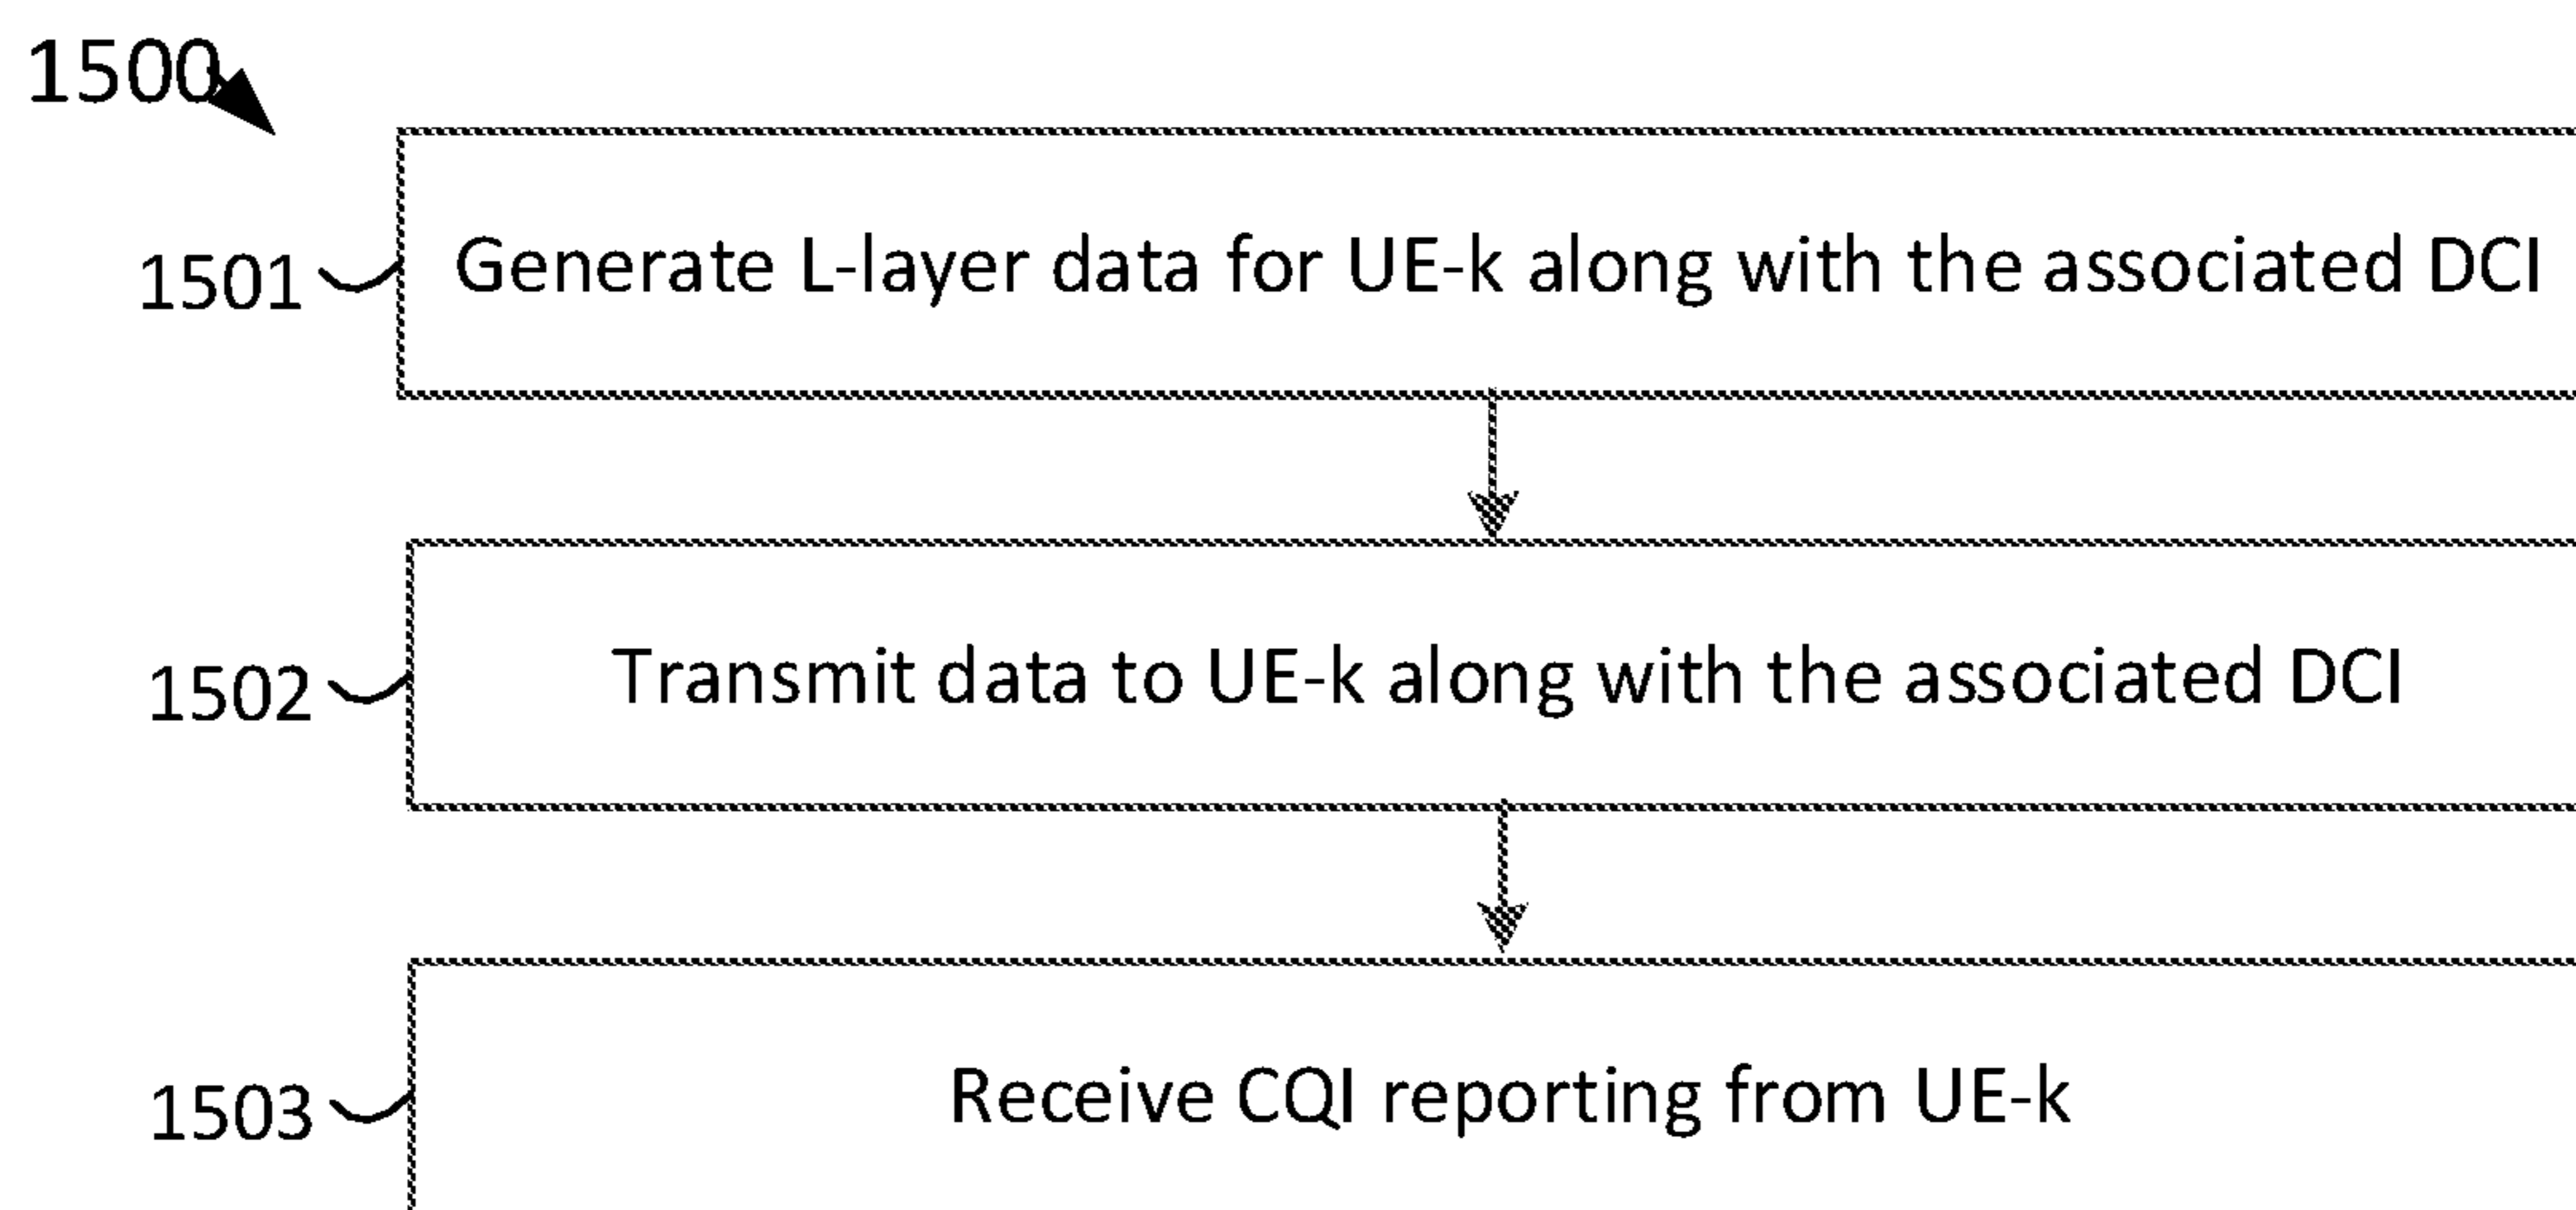 1500
1501 Generate L-layer data for UE-k along with the associated DCI
1502 Transmit data to UE-k along with the associated DCI
1503 Receive CQI reporting from UE-k